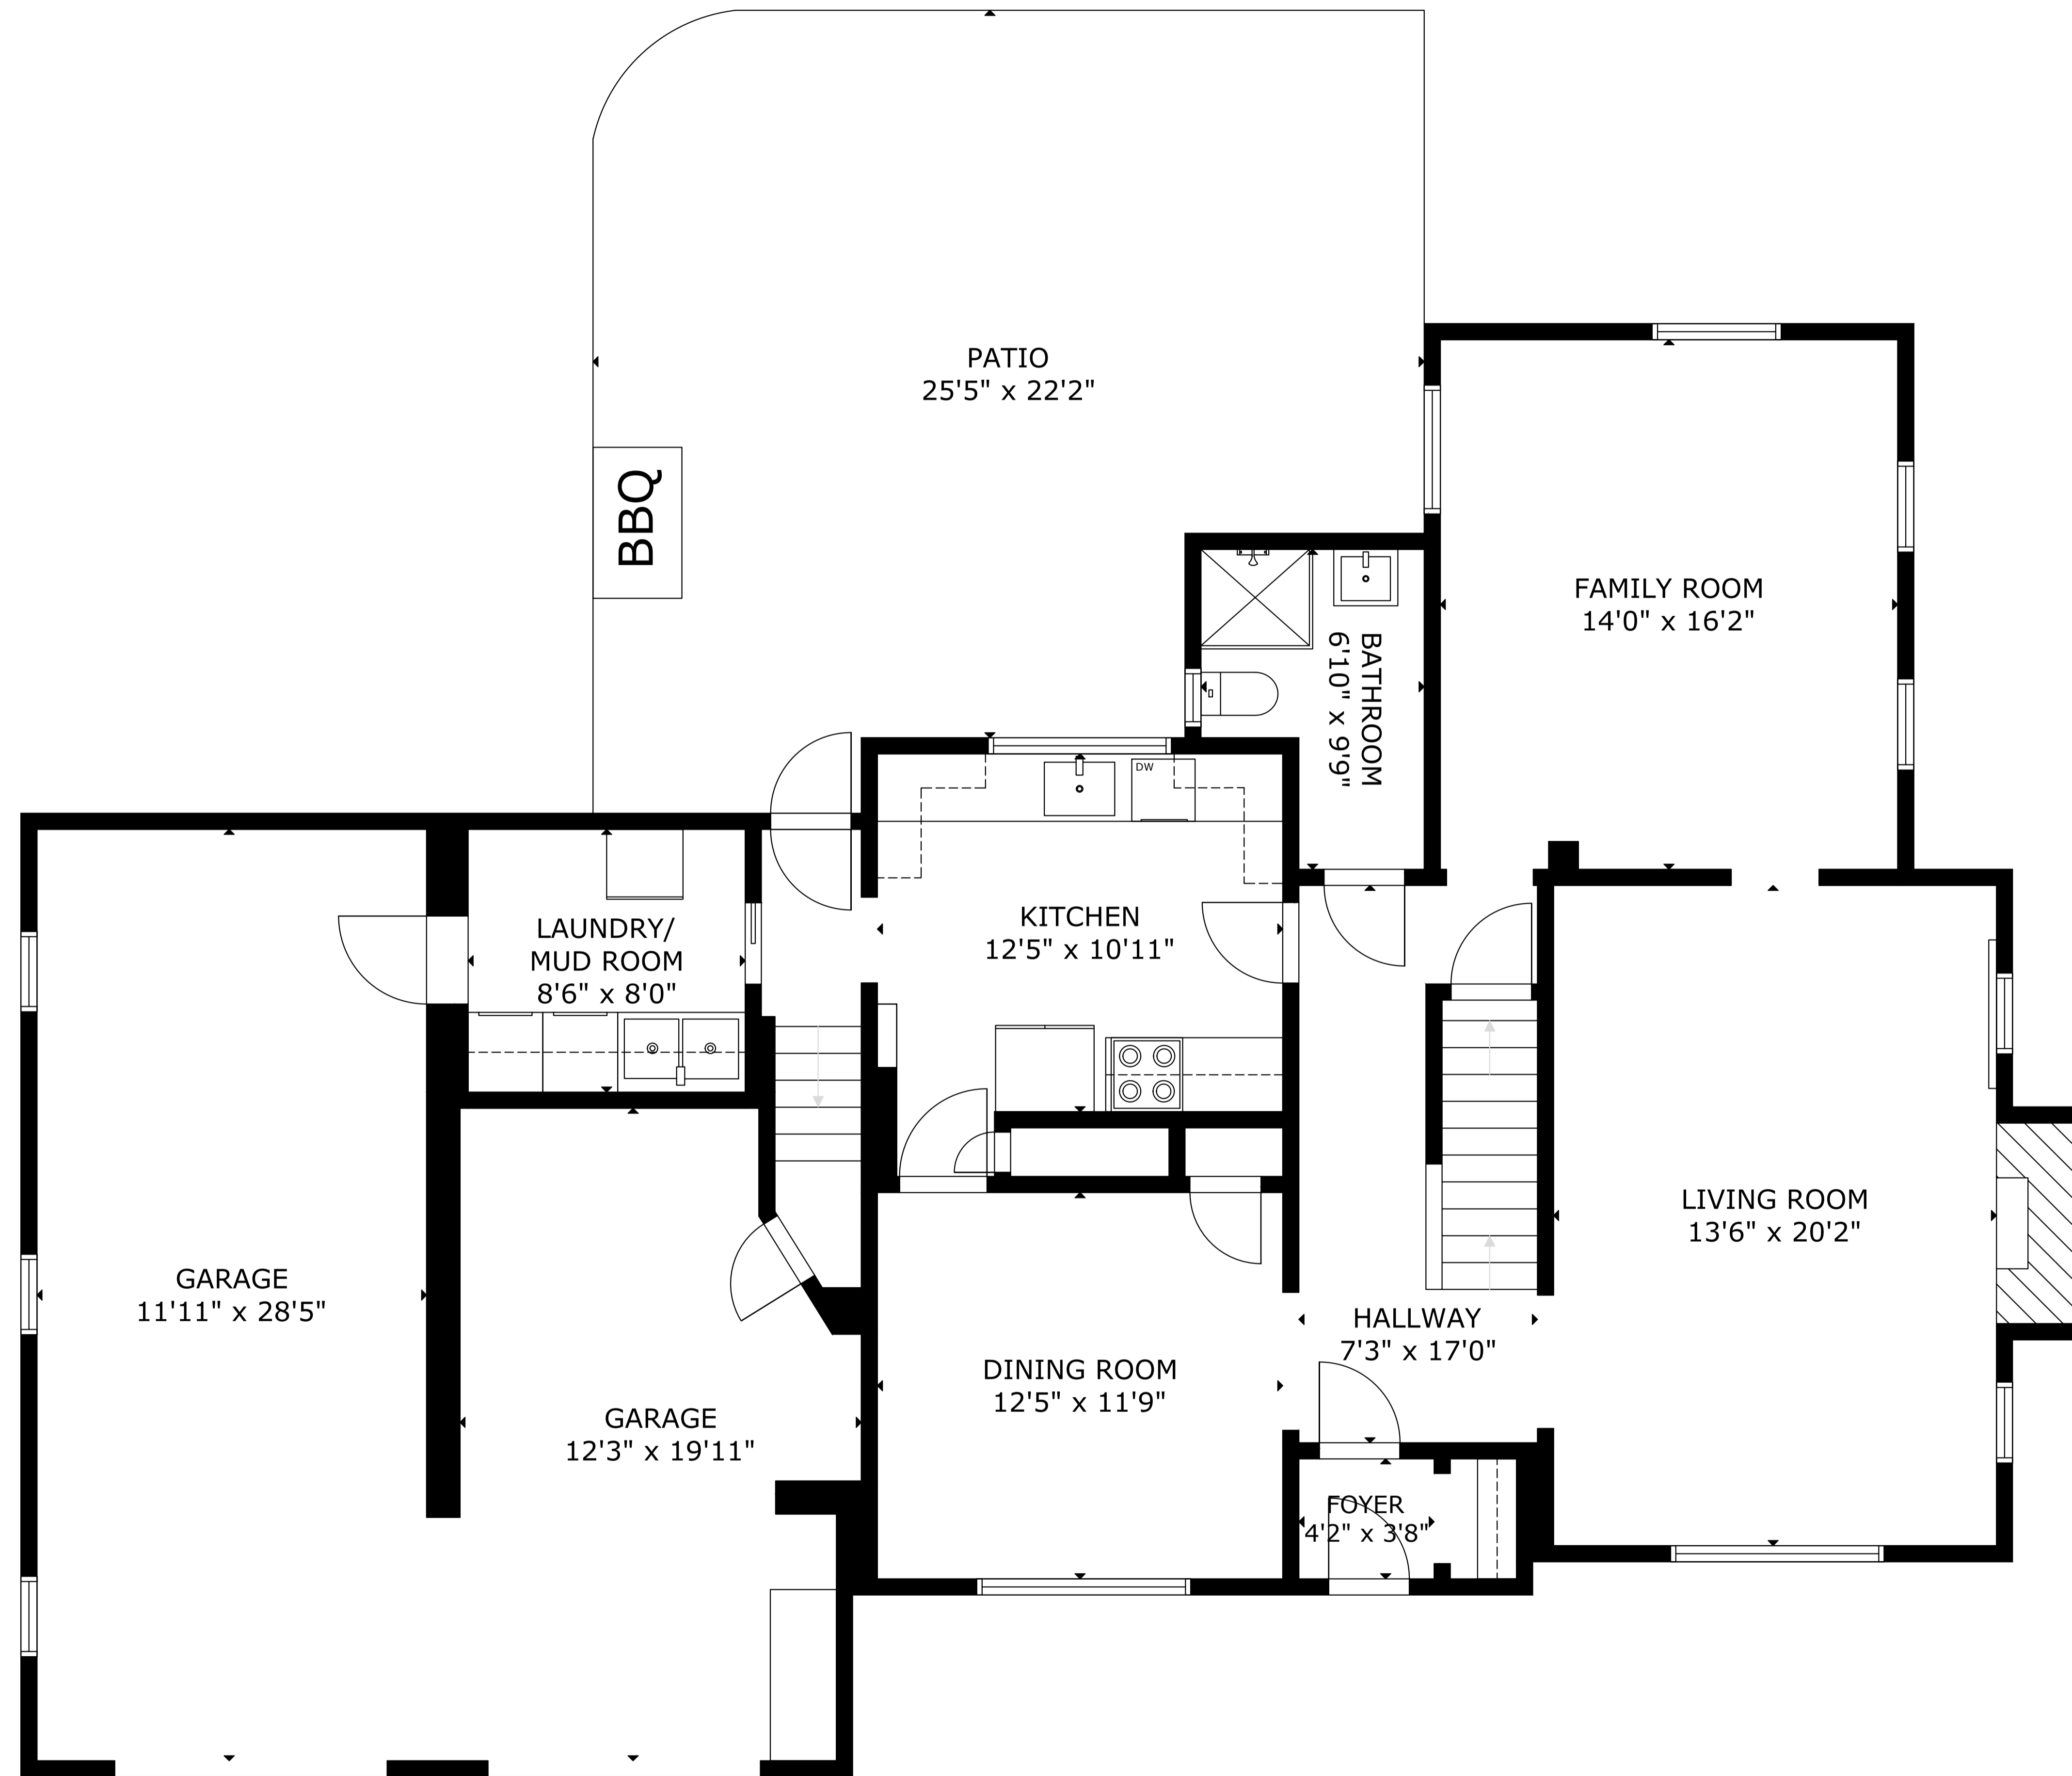 PATIO
25'5" x 22'2"
BBQ
FAMILY ROOM
14'0" x 16'2"
BATHROOM
6'10" x 9'9"
DW
KITCHEN
12'5" x 10'11"
LAUNDRY/
MUD ROOM
8'6" x 8'0"
LIVING ROOM
13'6" x 20'2"
GARAGE
11'11" x 28'5"
HALLWAY
7'3" x 17'0"
DINING ROOM
12'5" x 11'9"
GARAGE
12'3" x 19'11"
FOYER
4'2" x 3'8"